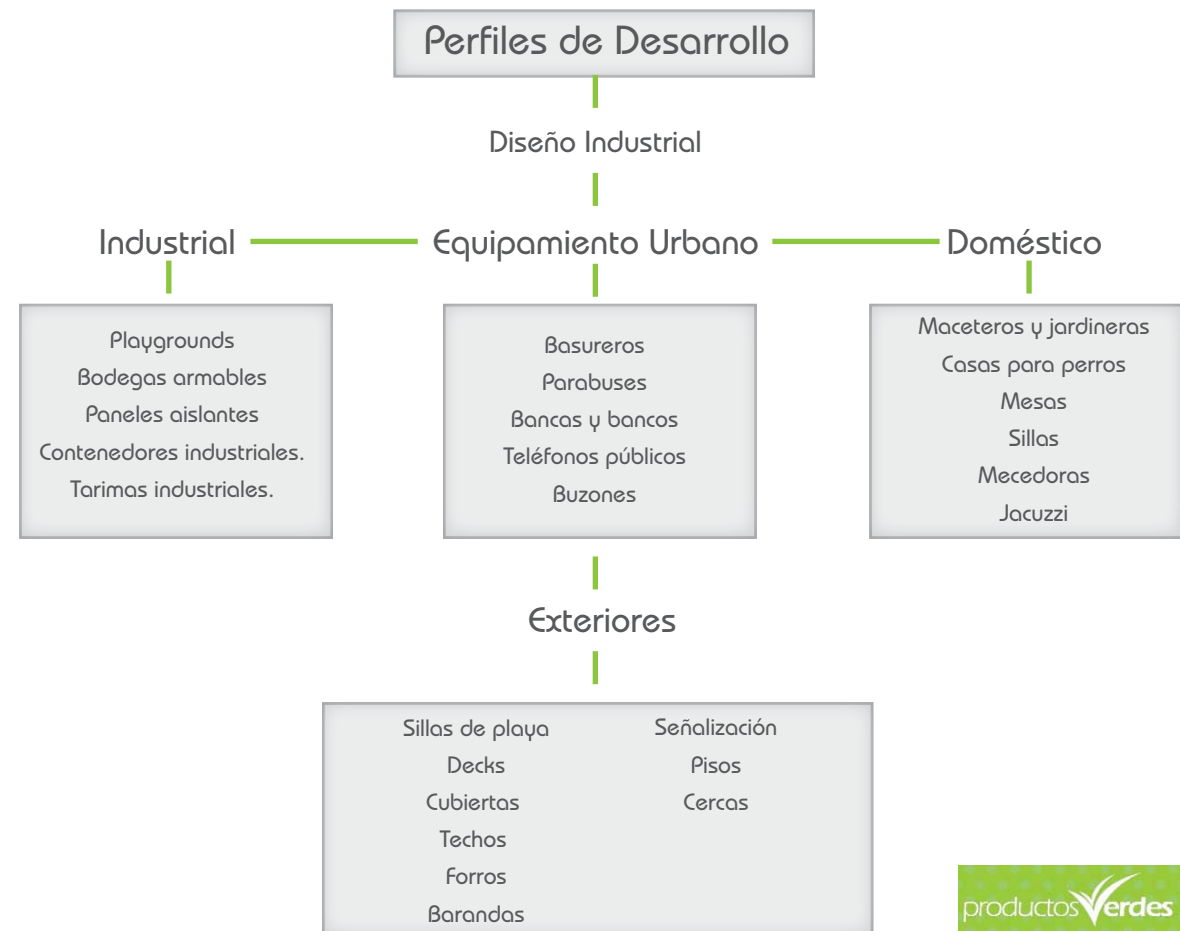 Perfiles de Desarrollo
Diseño Industrial
Industrial
Equipamiento Urbano
Doméstico
Playgrounds
Bodegas armables
Paneles aislantes
Contenedores industriales.
Tarimas industriales.
Basureros
Parabuses
Bancas y bancos
Teléfonos públicos
Buzones
Maceteros y jardineras
Casas para perros
Mesas
Sillas
Mecedoras
Jacuzzi
Exteriores
Sillas de playa
Decks
Cubiertas
Techos
Forros
Barandas
Señalización
Pisos
Cercas
productosVerdes